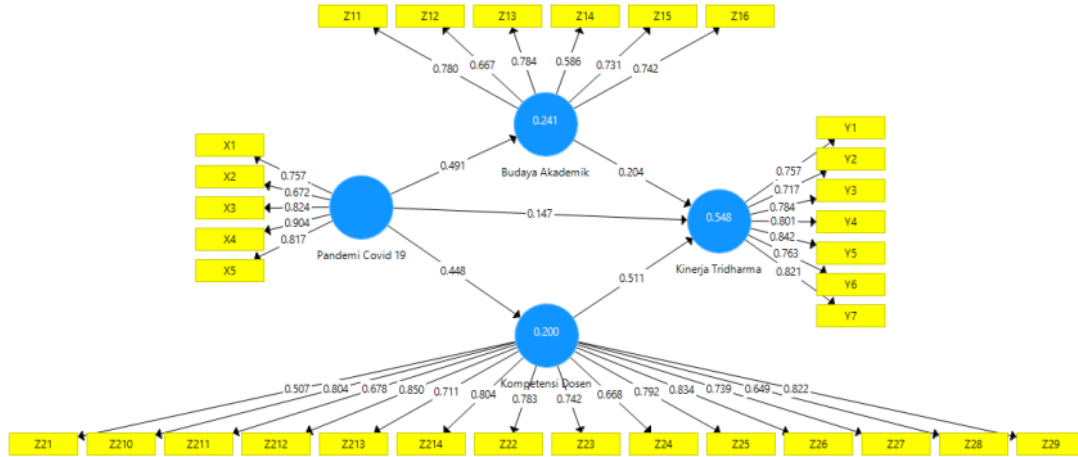 Z11 Z12 Z13 Z14 Z15 Z16
0.780 0.667 0.784 0.586 0.731 0.742
0.241
Budaya Akademik
X1
X2
X3
X4
X5
0.757
0.672
0.824
0.904
0.817
Pandemi Covid 19
0.491
0.204
0.147
0.448
0.511
0.548
Kinerja Tridharma
0.757
0.717
0.784
0.801
0.842
0.763
0.821
Y1
Y2
Y3
Y4
Y5
Y6
Y7
0.200
Kompetensi Dosen
0.507 0.804 0.678 0.850 0.711 0.804 0.783 0.742 0.668 0.792 0.834 0.739 0.649 0.822
Z21 Z210 Z211 Z212 Z213 Z214 Z22 Z23 Z24 Z25 Z26 Z27 Z28 Z29